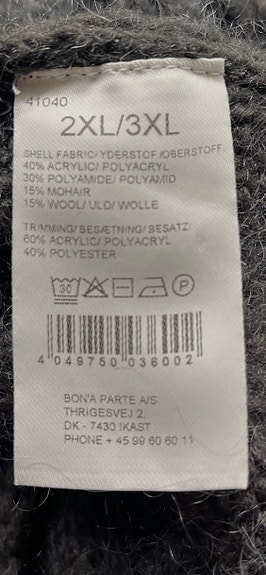 41040
2XL/3XL
SHELL FABRIC/YDERSTOF/OBERSTOFF
40% ACRYLIC/ POLYACRYL
30% POLYAMIDE/ POLYAMID
15% MOHAIR
15% WOOL/ ULD/ WOLLE
TRIMMING/ BESÆTNING/ BESATZ:
60% ACRYLIC/ POLYACRYL
40% POLYESTER
30 P
4 049750 036002
BON'A PARTE A/S
THRIGESVEJ 2,
DK - 7430 IKAST
PHONE + 45 99 60 60 11